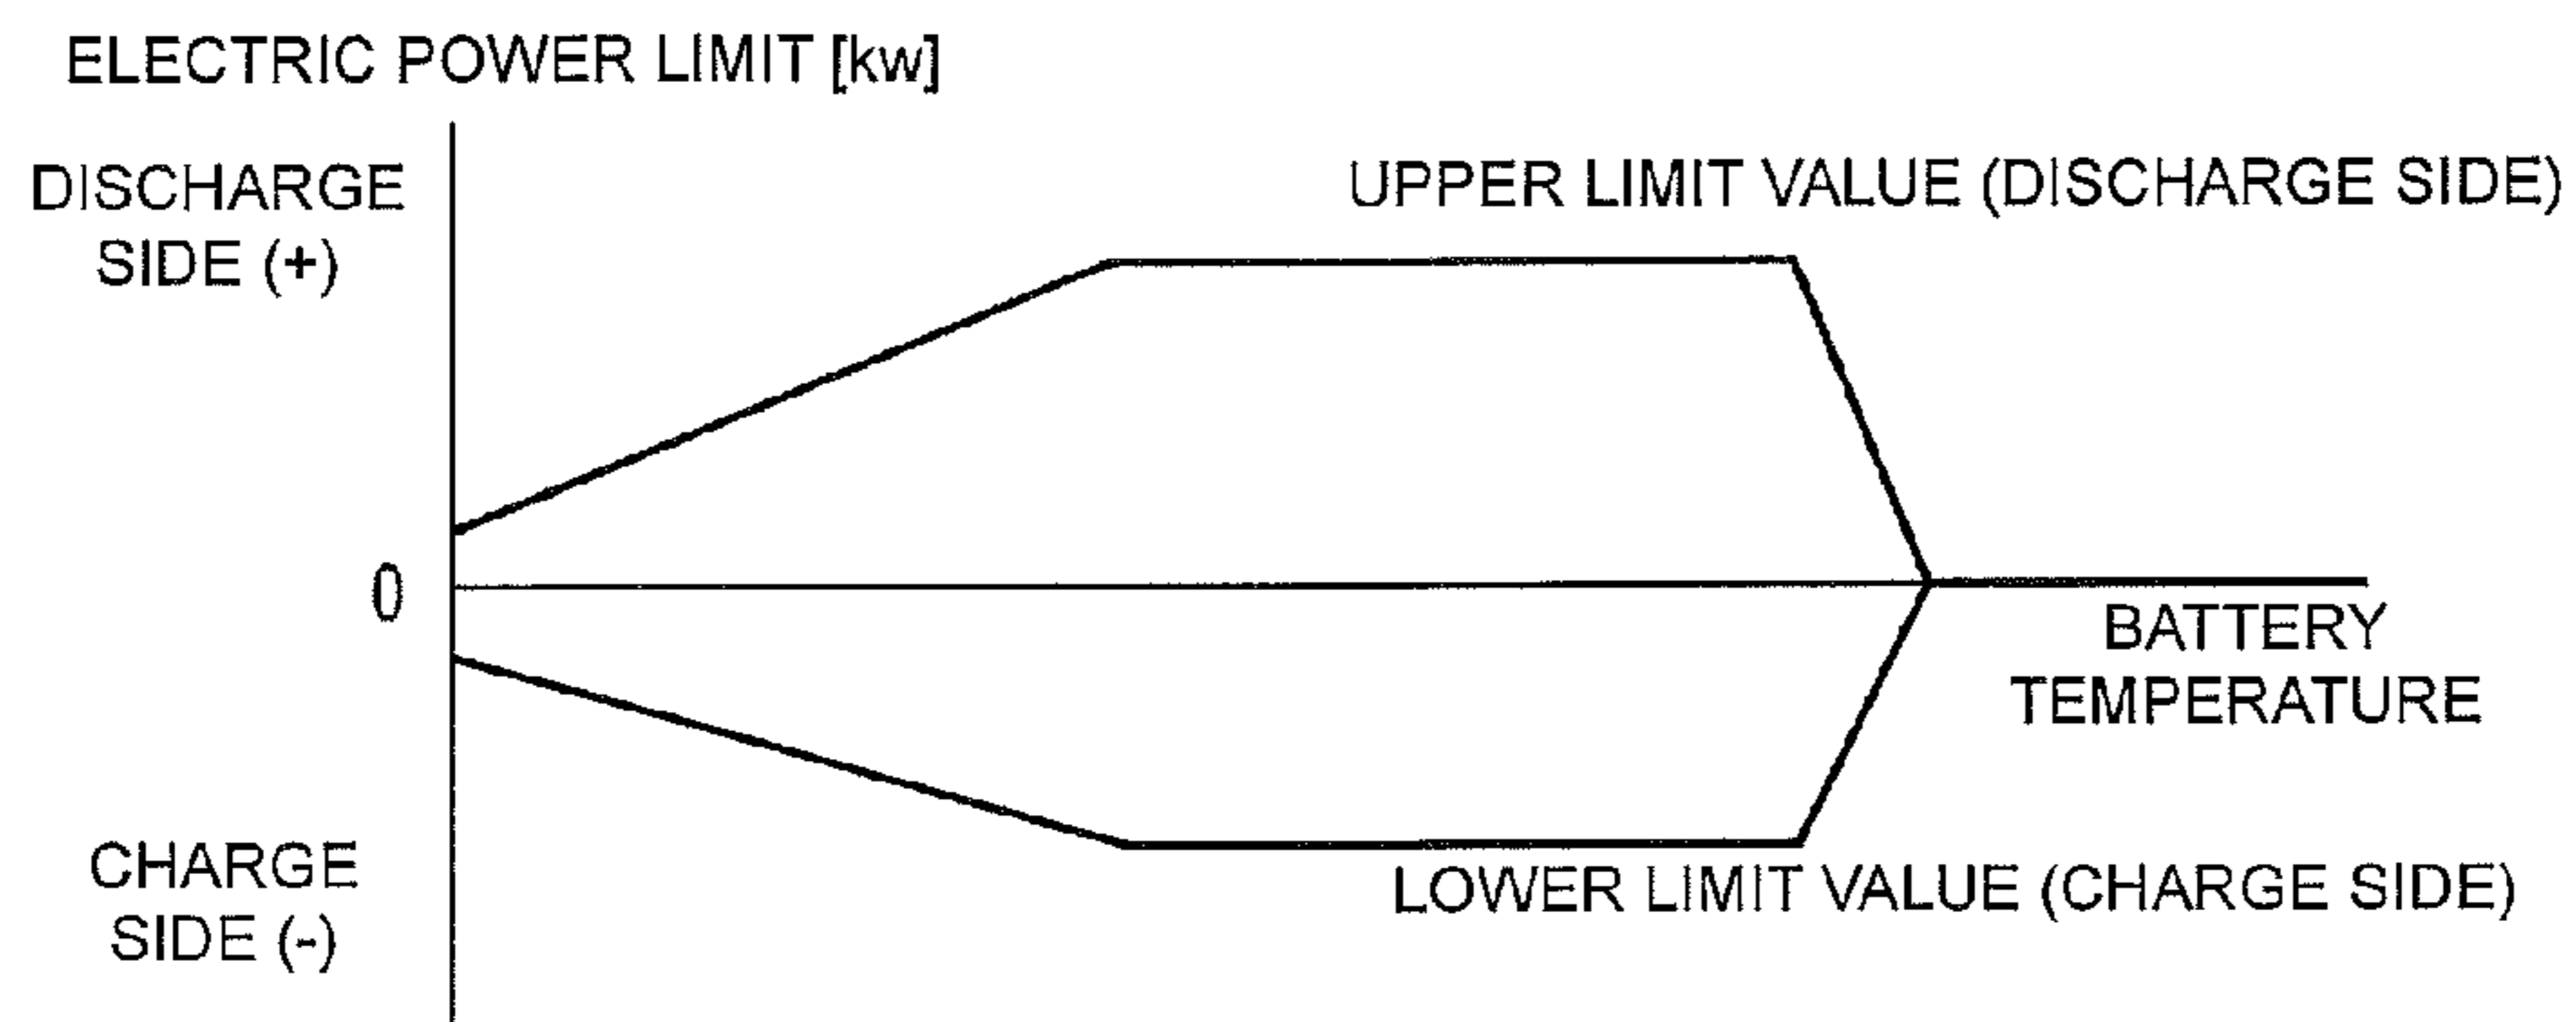 ELECTRIC POWER LIMIT [kw]
DISCHARGE
SIDE (+)
UPPER LIMIT VALUE (DISCHARGE SIDE)
0
BATTERY
TEMPERATURE
CHARGE
SIDE (-)
LOWER LIMIT VALUE (CHARGE SIDE)